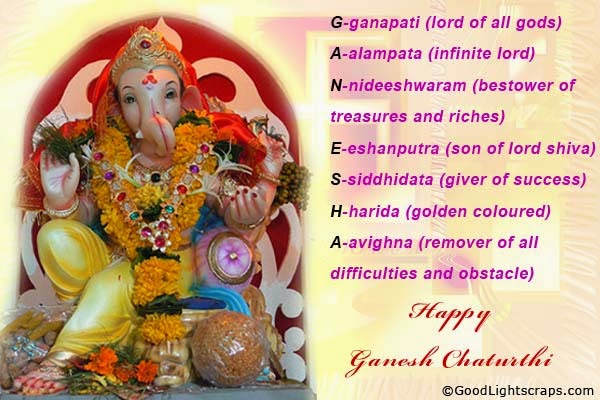 G-ganapati (lord of all gods)
A-alampata (infinite lord)
N-nideeshwaram (bestower of
treasures and riches)
E-eshanputra (son of lord shiva)
S-siddhidata (giver of success)
H-harida (golden coloured)
A-avighna (remover of all
difficulties and obstacle)
Happy
Ganesh Chaturthi
©GoodLightscraps.com